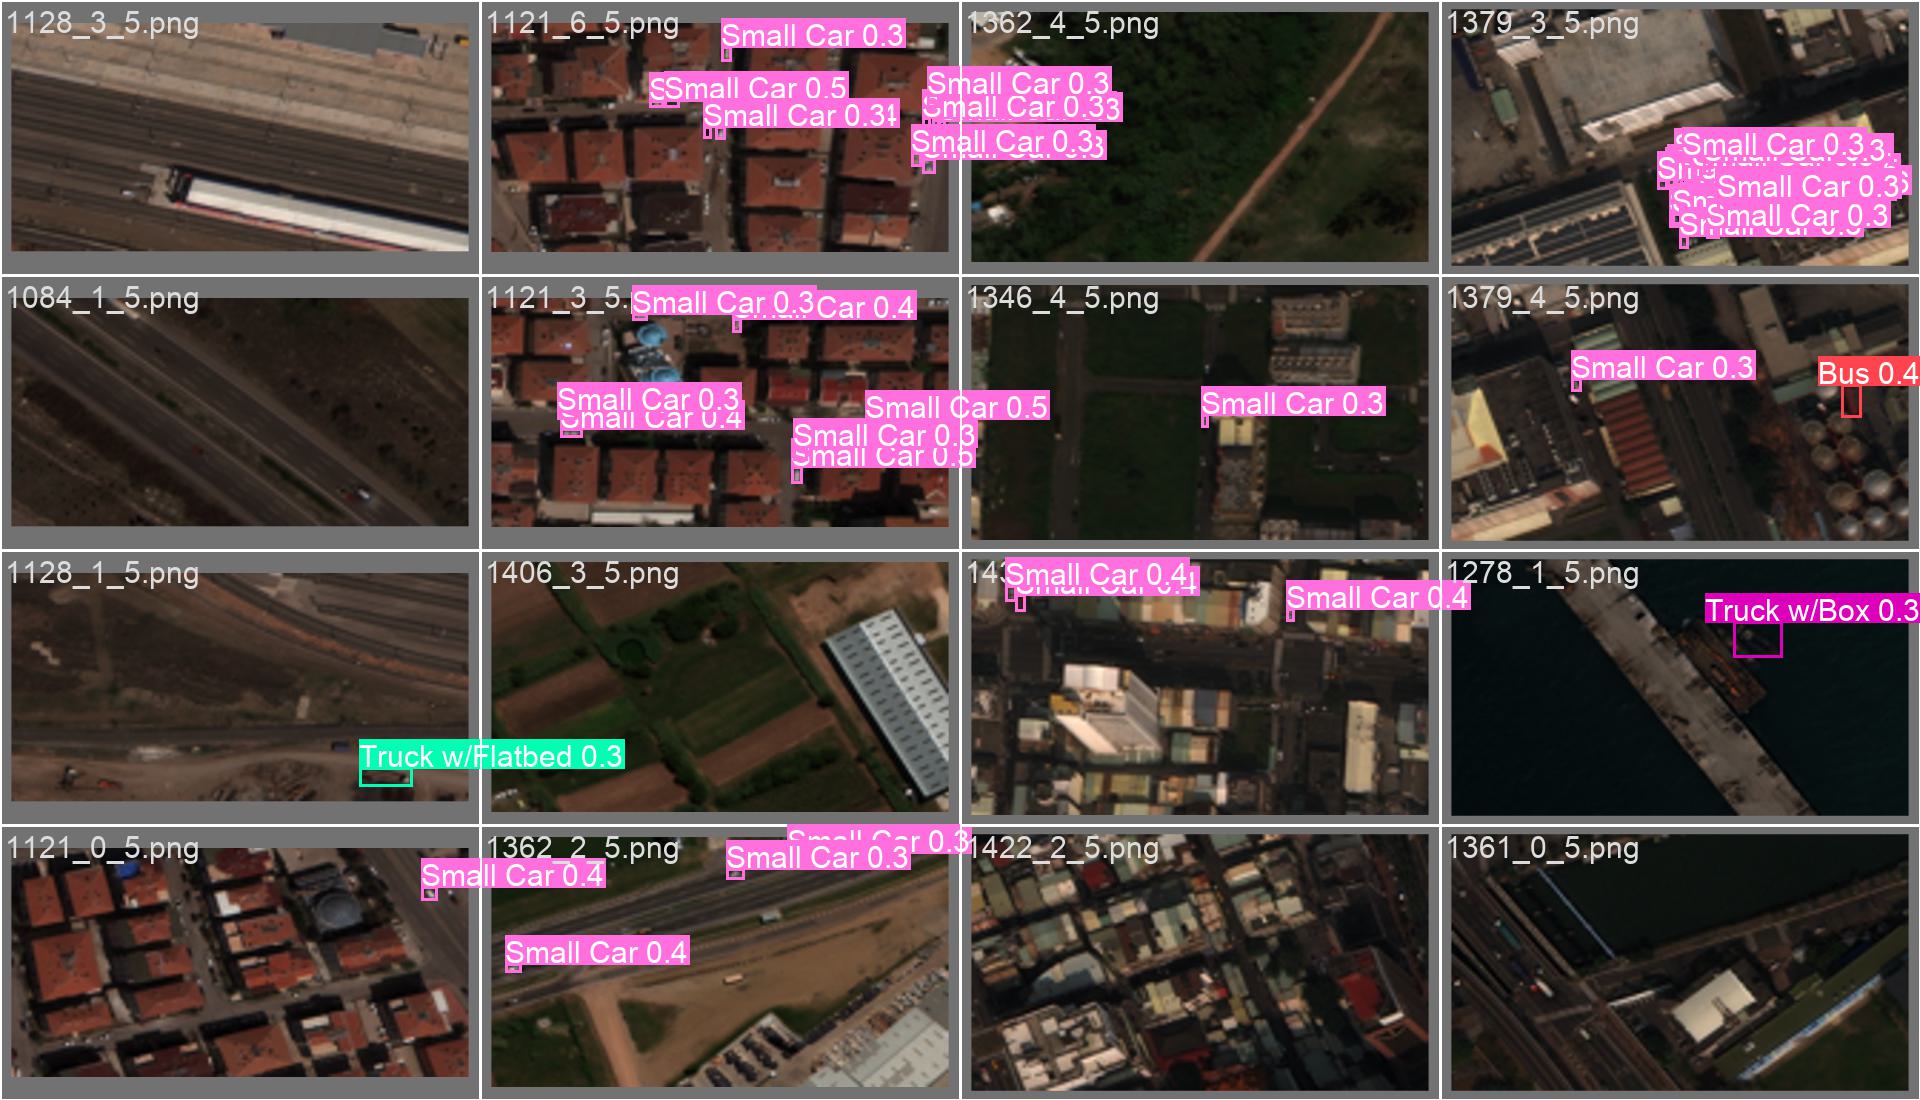 1128_3_5.png
1121_6_5.png
Small Car 0.3
Small Car 0.5
Small Car 0.3
1362_4_5.png
Small Car 0.3
Small Car 0.3
Small Car 0.3
1379_3_5.png
Small Car 0.3
Small Car 0.3
Small Car 0.3
1084_1_5.png
1121_3_5.
Small Car 0.3
Car 0.4
Small Car 0.3
Small Car 0.4
Small Car 0.5
Small Car 0.3
Small Car 0.5
1346_4_5.png
Small Car 0.3
1379_4_5.png
Small Car 0.3
Bus 0.4
1128_1_5.png
Truck w/Flatbed 0.3
1406_3_5.png
Small Car 0.4
Small Car 0.4
1278_1_5.png
Truck w/Box 0.3
1121_0_5.png
Small Car 0.4
1362_2_5.png
Small Car 0.3
Small Car 0.3
Small Car 0.4
1422_2_5.png
1361_0_5.png